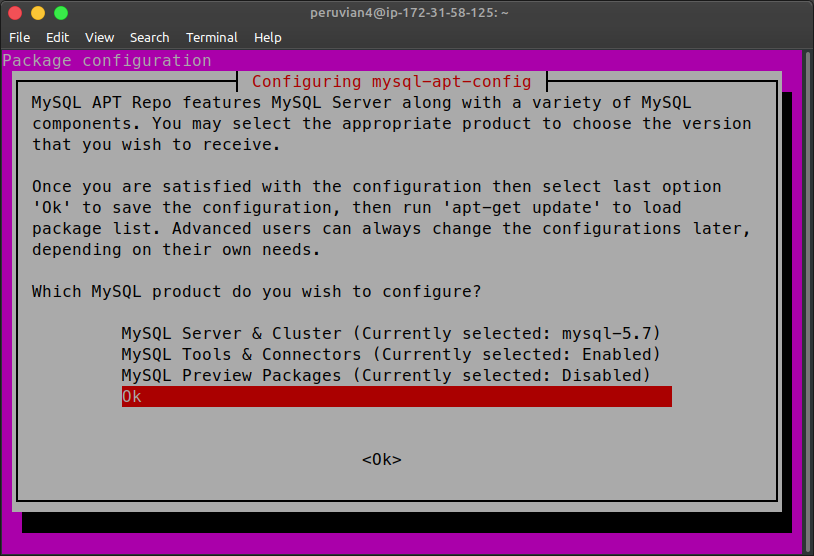 peruvian4@ip-172-31-58-125: ~
File Edit View Search Terminal Help
Package configuration
Configuring mysql-apt-config
MySQL APT Repo features MySQL Server along with a variety of MySQL
components. You may select the appropriate product to choose the version
that you wish to receive.
Once you are satisfied with the configuration then select last option
'Ok' to save the configuration, then run 'apt-get update' to load
package list. Advanced users can always change the configurations later,
depending on their own needs.
Which MySQL product do you wish to configure?
MySQL Server & Cluster (Currently selected: mysql-5.7)
MySQL Tools & Connectors (Currently selected: Enabled)
MySQL Preview Packages (Currently selected: Disabled)
Ok
<Ok>